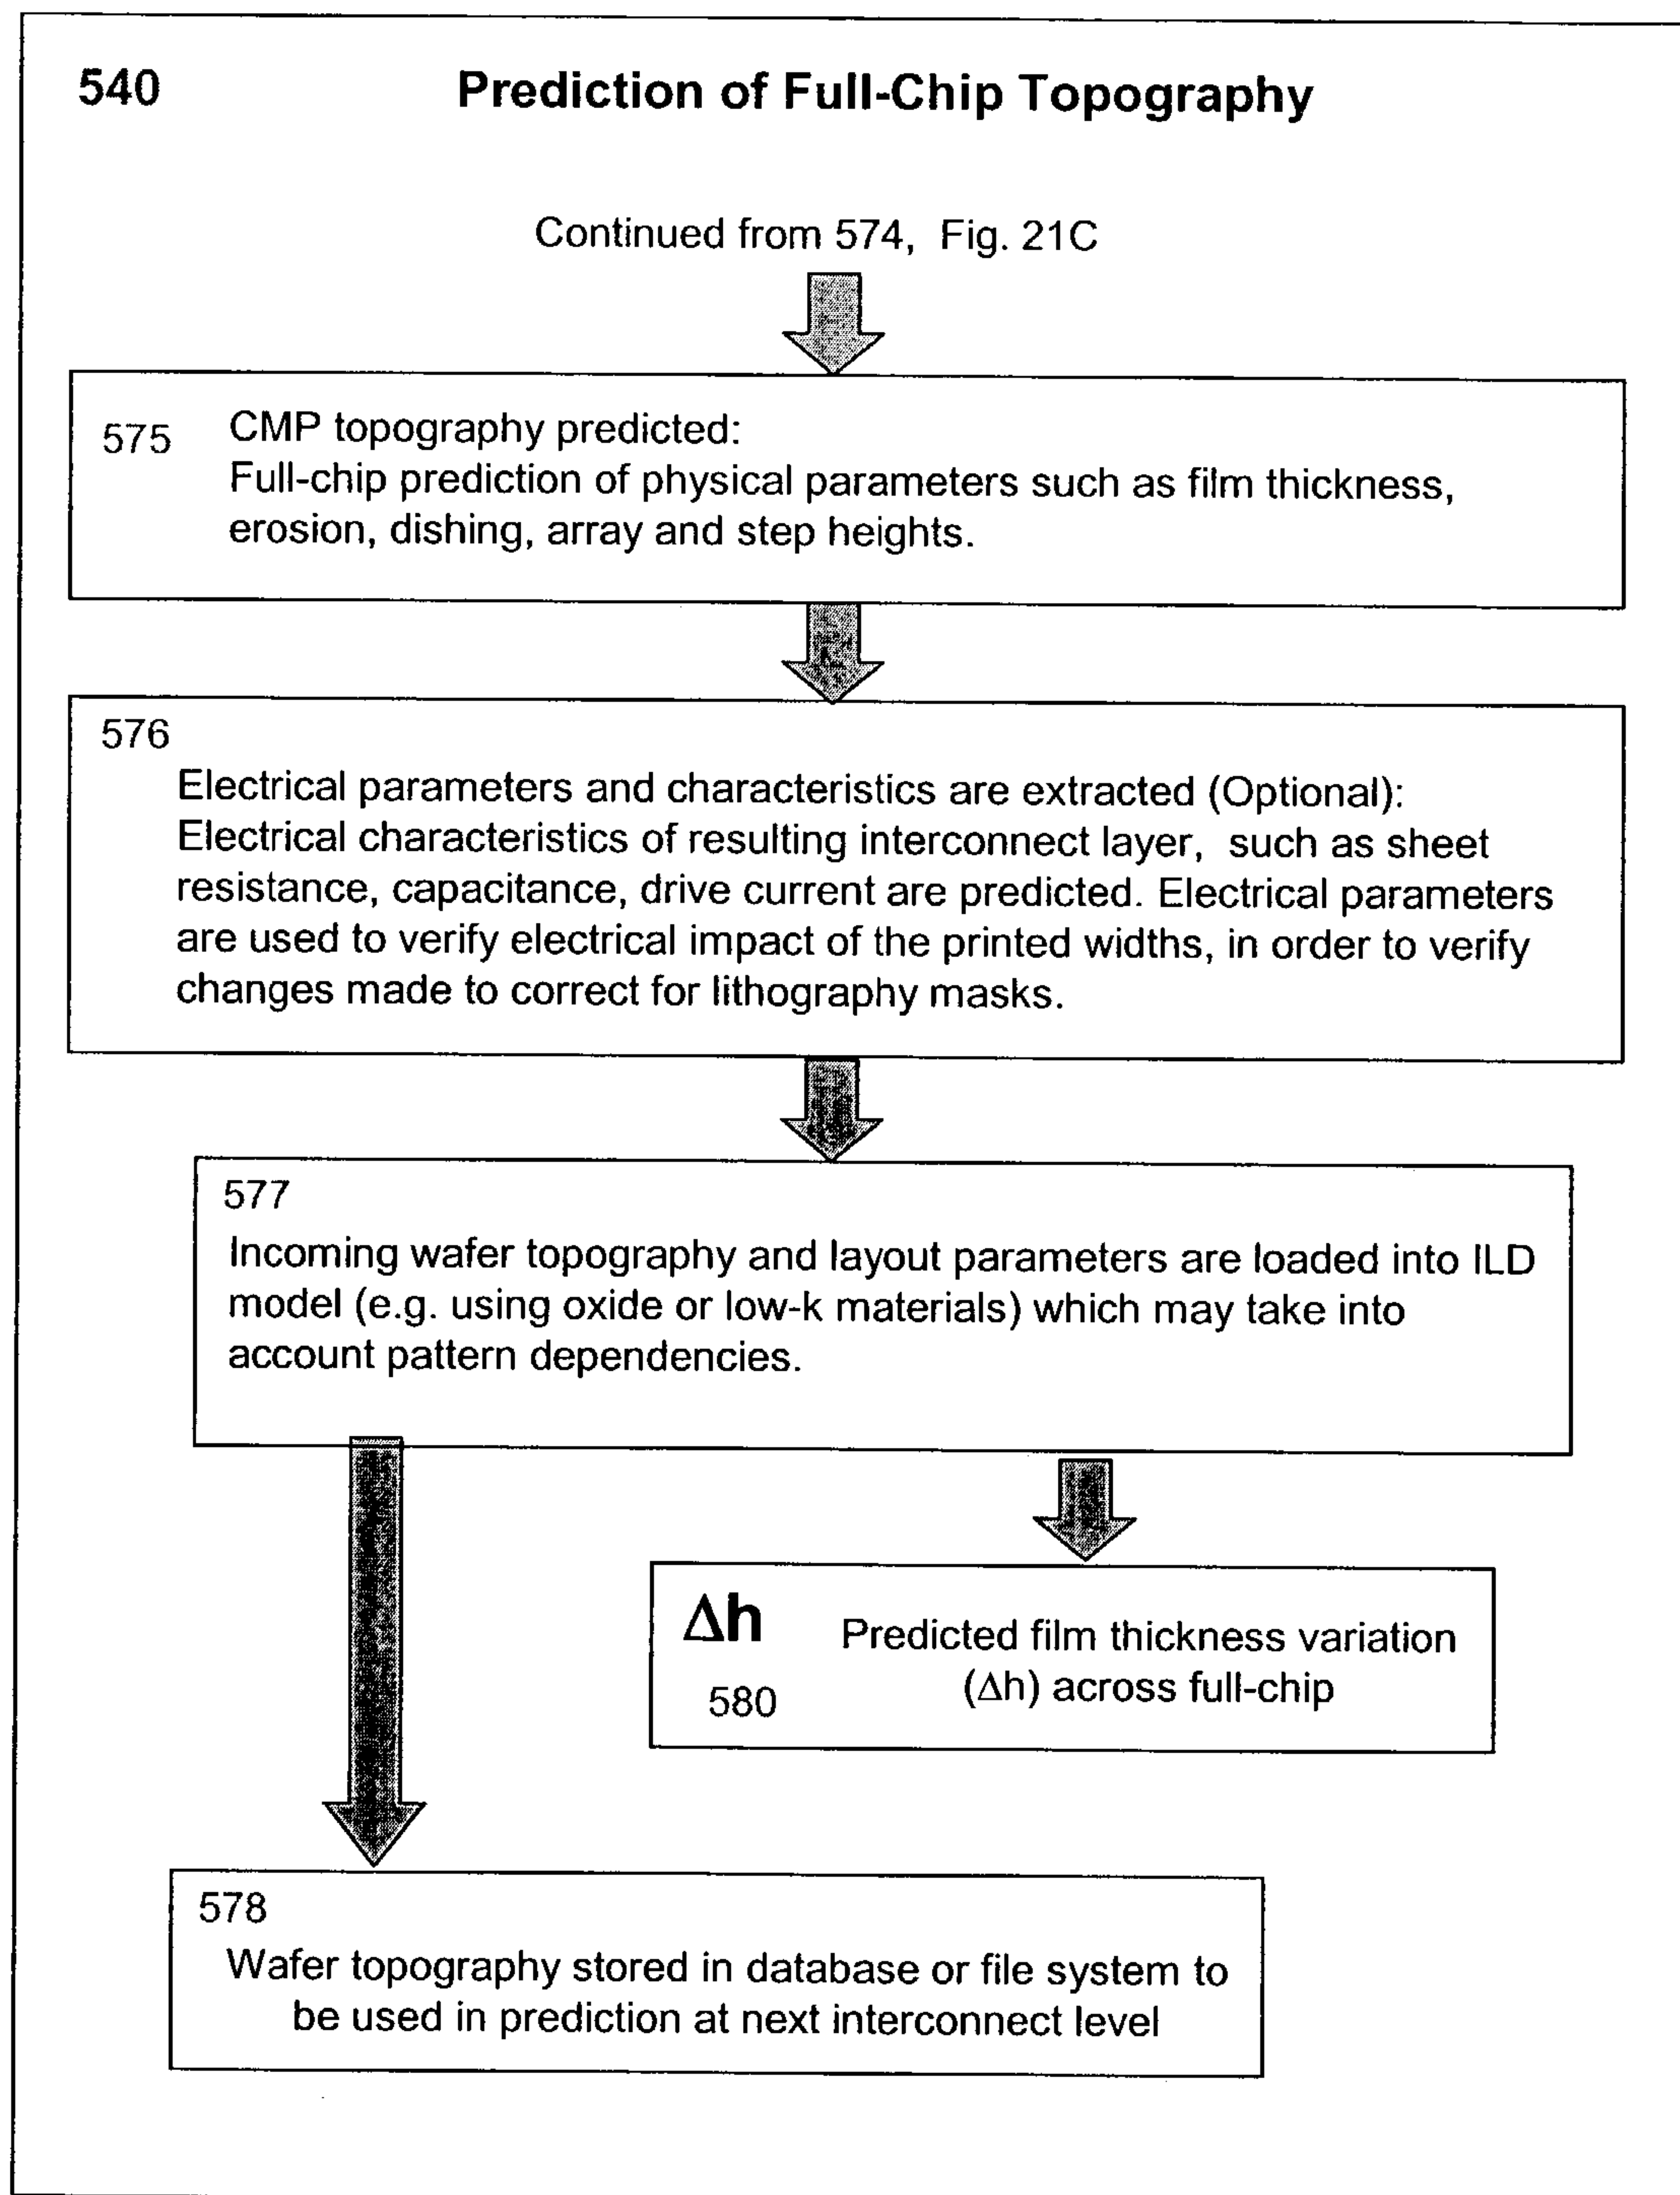 540 Prediction of Full-Chip Topography
Continued from 574, Fig. 21C
575 CMP topography predicted:
Full-chip prediction of physical parameters such as film thickness,
erosion, dishing, array and step heights.
576
Electrical parameters and characteristics are extracted (Optional):
Electrical characteristics of resulting interconnect layer, such as sheet
resistance, capacitance, drive current are predicted. Electrical parameters
are used to verify electrical impact of the printed widths, in order to verify
changes made to correct for lithography masks.
577
Incoming wafer topography and layout parameters are loaded into ILD
model (e.g. using oxide or low-k materials) which may take into
account pattern dependencies.
Δh
580
Predicted film thickness variation
(Δh) across full-chip
578
Wafer topography stored in database or file system to
be used in prediction at next interconnect level